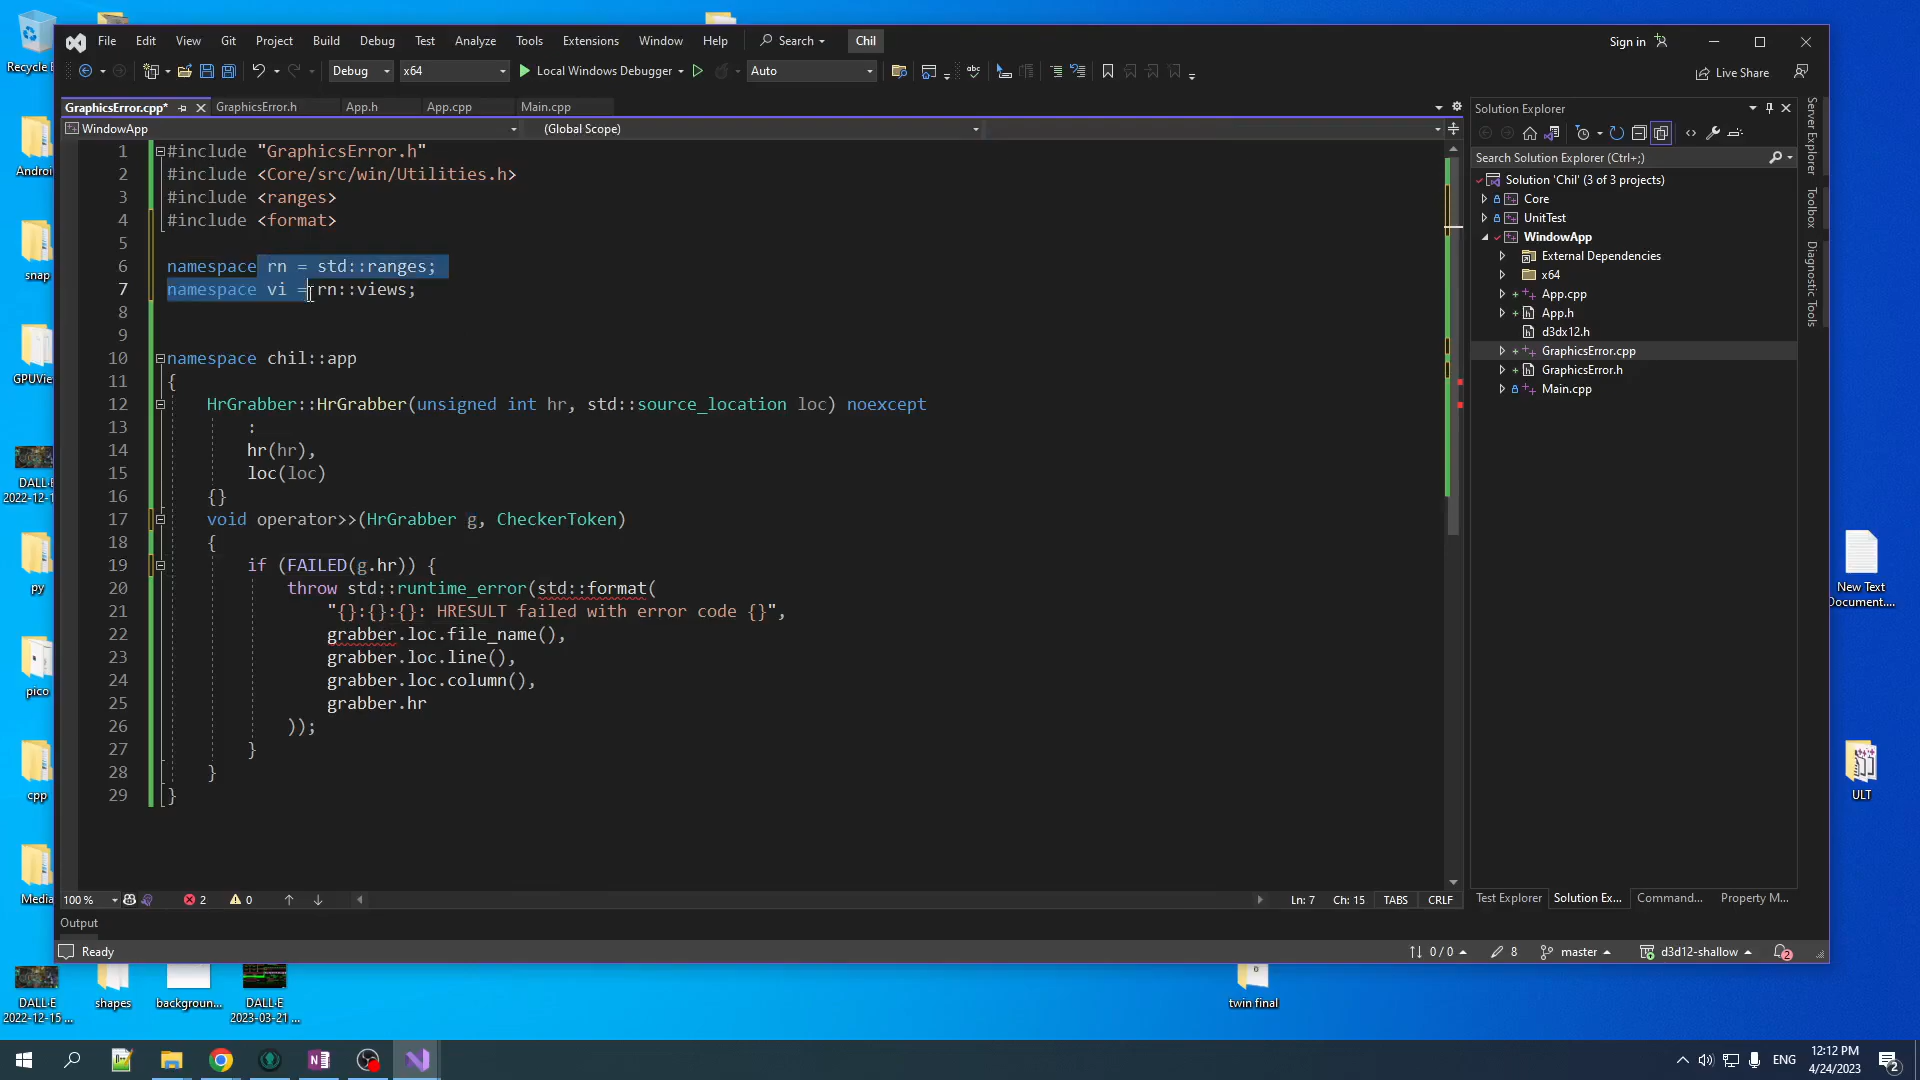 File Edit View Git Project Build Debug Test Analyze Tools Extensions Window Help Search Chil Sign in
Debug x64 Local Windows Debugger Auto Live Share
GraphicsError.cpp* GraphicsError.h App.h App.cpp Main.cpp
WindowApp (Global Scope)
1 #include "GraphicsError.h"
2 #include <Core/src/win/Utilities.h>
3 #include <ranges>
4 #include <format>
5
6 namespace rn = std::ranges;
7 namespace vi = rn::views;
8
9
10 namespace chil::app
11 {
12 HrGrabber::HrGrabber(unsigned int hr, std::source_location loc) noexcept
13 :
14 hr(hr),
15 loc(loc)
16 {}
17 void operator>>(HrGrabber g, CheckerToken)
18 {
19 if (FAILED(g.hr)) {
20 throw std::runtime_error(std::format(
21 "{}:{}:{}: HRESULT failed with error code {}",
22 grabber.loc.file_name(),
23 grabber.loc.line(),
24 grabber.loc.column(),
25 grabber.hr
26 ));
27 }
28 }
29 }
100 % 2 0 Ln: 7 Ch: 15 TABS CRLF
Output
Ready 0 / 0 8 master d3d12-shallow 2
Solution Explorer
Search Solution Explorer (Ctrl+;)
Solution 'Chil' (3 of 3 projects)
Core
UnitTest
WindowApp
External Dependencies
x64
App.cpp
App.h
d3dx12.h
GraphicsError.cpp
GraphicsError.h
Main.cpp
Test Explorer Solution Ex... Command... Property M...
Server Explorer
Toolbox
Diagnostic Tools
Recycle
Androi
snap
GPUVie
DALL·E
2022-12-1
py
pico
cpp
Media
DALL·E
2022-12-15 ...
shapes
backgroun...
DALL·E
2023-03-21 ...
twin final
New Text
Document....
ULT
ENG
12:12 PM
4/24/2023
2